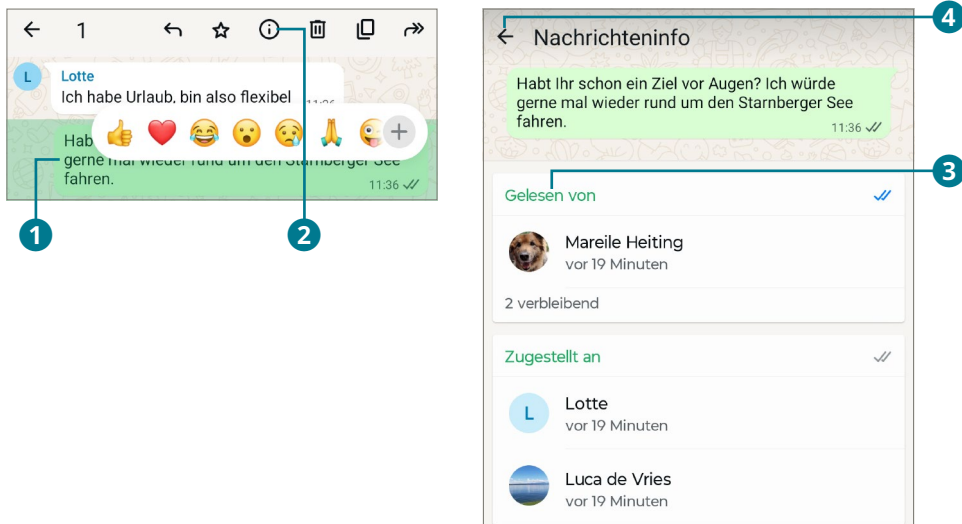 1
L
Lotte
Ich habe Urlaub, bin also flexibel
11:36
Hab
gerne mal wieder rund um den Starnberger See
fahren.
11:36
1
2
4
Nachrichteninfo
Habt Ihr schon ein Ziel vor Augen? Ich würde
gerne mal wieder rund um den Starnberger See
fahren.
11:36
3
Gelesen von
Mareile Heiting
vor 19 Minuten
2 verbleibend
Zugestellt an
L
Lotte
vor 19 Minuten
Luca de Vries
vor 19 Minuten